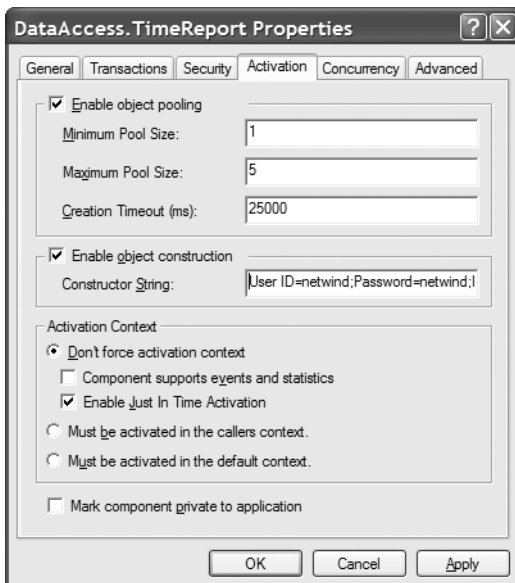 DataAccess.TimeReport Properties
General Transactions Security Activation Concurrency Advanced
Enable object pooling
Minimum Pool Size: 1
Maximum Pool Size: 5
Creation Timeout (ms): 25000
Enable object construction
Constructor String: User ID=netwind;Password=netwind;I
Activation Context
Don't force activation context
Component supports events and statistics
Enable Just In Time Activation
Must be activated in the callers context.
Must be activated in the default context.
Mark component private to application
OK Cancel Apply